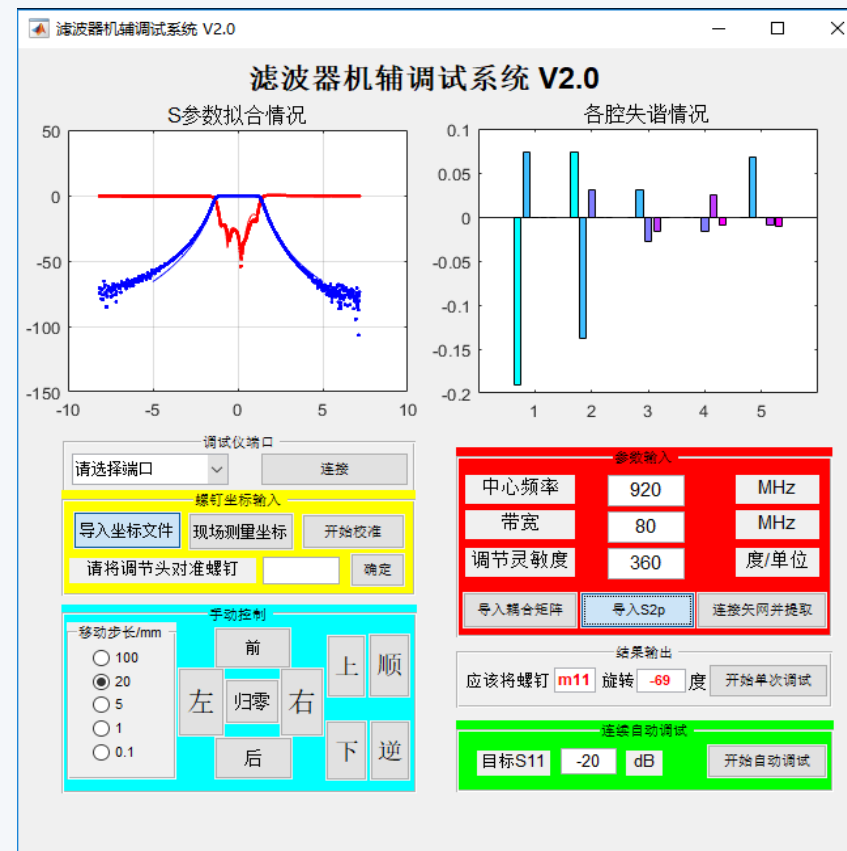 滤波器机辅调试系统 V2.0
滤波器机辅调试系统 V2.0
S参数拟合情况
50
0
-50
-100
-150
-10 -5 0 5 10
各腔失谐情况
0.1
0.05
0
-0.05
-0.1
-0.15
-0.2
1 2 3 4 5
调试仪端口
请选择端口 连接
螺钉坐标输入
导入坐标文件 现场测量坐标 开始校准
请将调节头对准螺钉 确定
手动控制
移动步长/mm
100
20
5
1
0.1
前
左 归零 右
后
上 顺
下 逆
参数输入
中心频率 920 MHz
带宽 80 MHz
调节灵敏度 360 度/单位
导入耦合矩阵 导入S2p 连接矢网并提取
结果输出
应该将螺钉 m11 旋转 -69 度 开始单次调试
连续自动调试
目标S11 -20 dB 开始自动调试